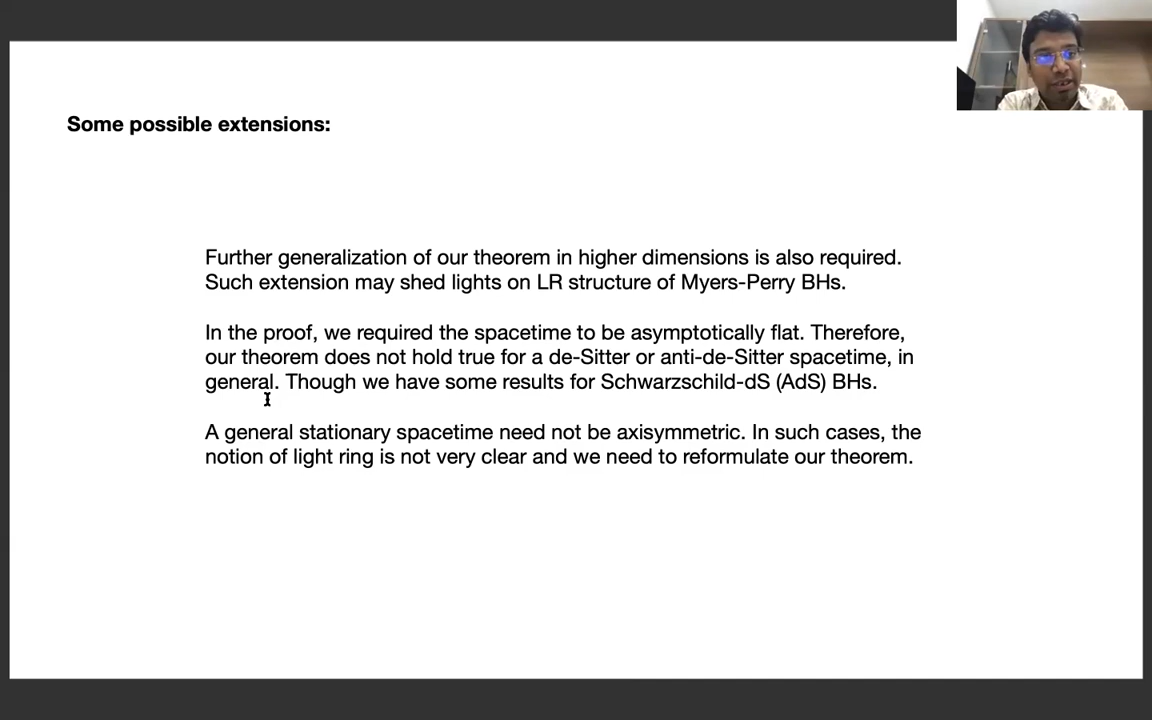 Some possible extensions:
Further generalization of our theorem in higher dimensions is also required.
Such extension may shed lights on LR structure of Myers-Perry BHs.
In the proof, we required the spacetime to be asymptotically flat. Therefore,
our theorem does not hold true for a de-Sitter or anti-de-Sitter spacetime, in
general. Though we have some results for Schwarzschild-dS (AdS) BHs.
A general stationary spacetime need not be axisymmetric. In such cases, the
notion of light ring is not very clear and we need to reformulate our theorem.